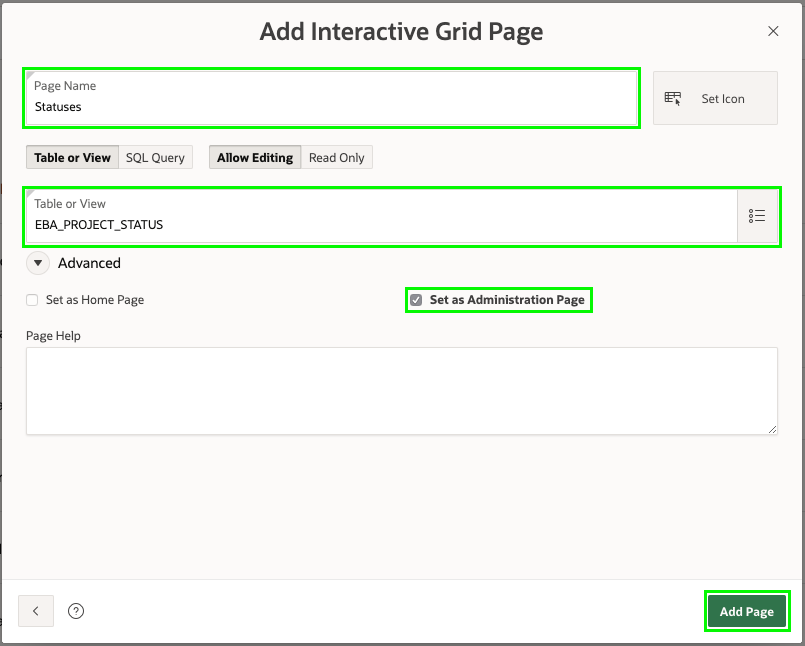 Add Interactive Grid Page
Page Name
Statuses
Set Icon
Table or View SQL Query Allow Editing Read Only
Table or View
EBA_PROJECT_STATUS
Advanced
Set as Home Page Set as Administration Page
Page Help
Add Page